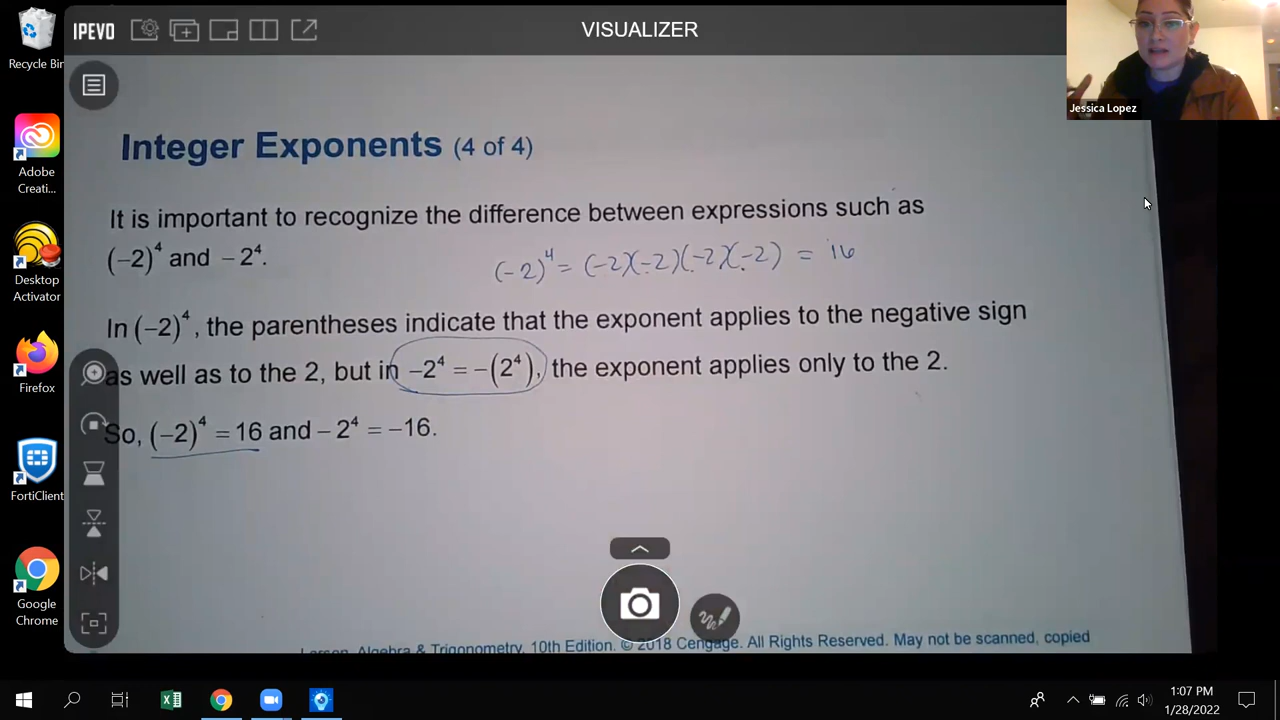 IPEVO
VISUALIZER
Recycle Bin
Jessica Lopez
Integer Exponents (4 of 4)
Adobe
Creati...
It is important to recognize the difference between expressions such as
(−2)⁴ and −2⁴.
(-2)⁴ = (-2)(-2)(-2)(-2) = 16
Desktop
Activator
In (−2)⁴, the parentheses indicate that the exponent applies to the negative sign
as well as to the 2, but in −2⁴ = −(2⁴), the exponent applies only to the 2.
Firefox
So, (−2)⁴ = 16 and −2⁴ = −16.
FortiClient
Google
Chrome
Larson, Algebra & Trigonometry, 10th Edition. © 2018 Cengage. All Rights Reserved. May not be scanned, copied
1:07 PM
1/28/2022